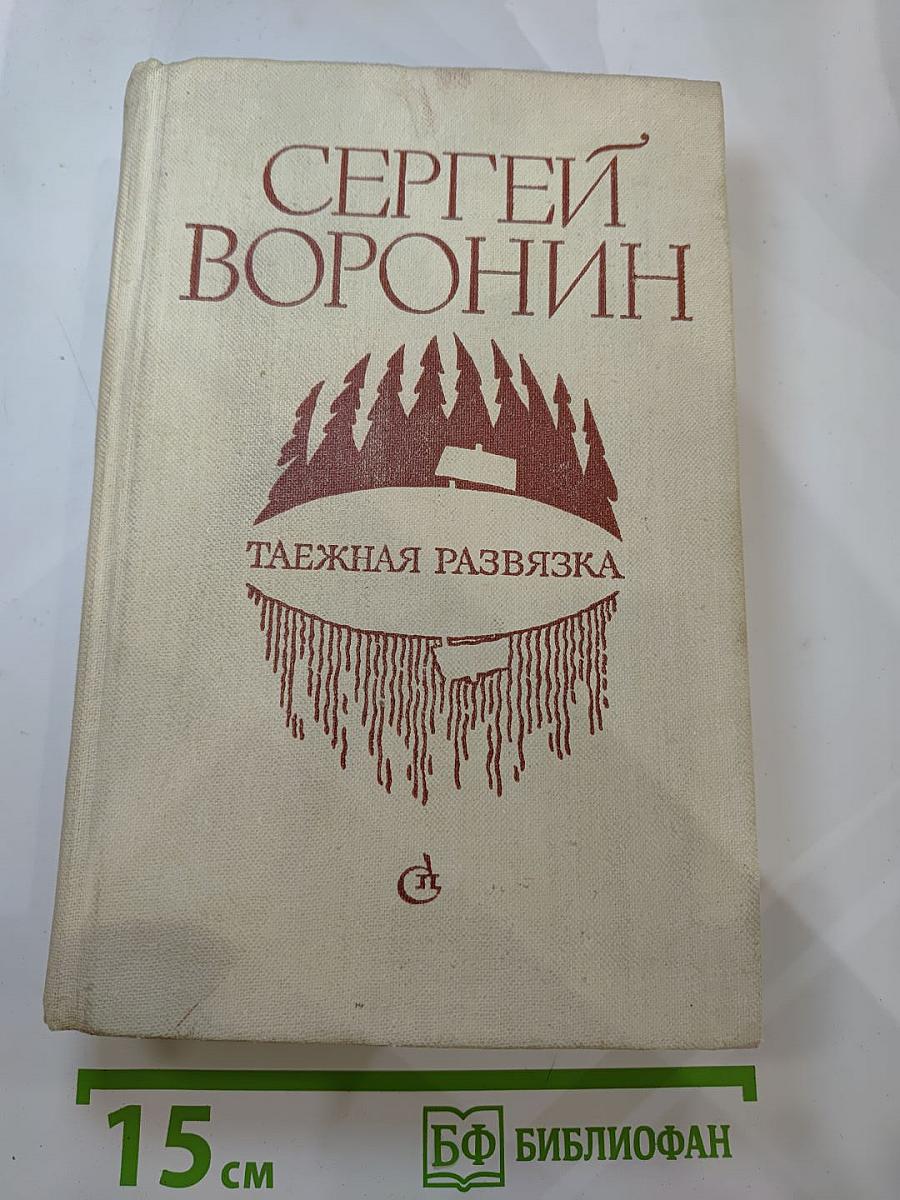 СЕРГЕЙ
ВОРОНИН
ТАЕЖНАЯ РАЗВЯЗКА
15 см
БФ БИБЛИОФАН